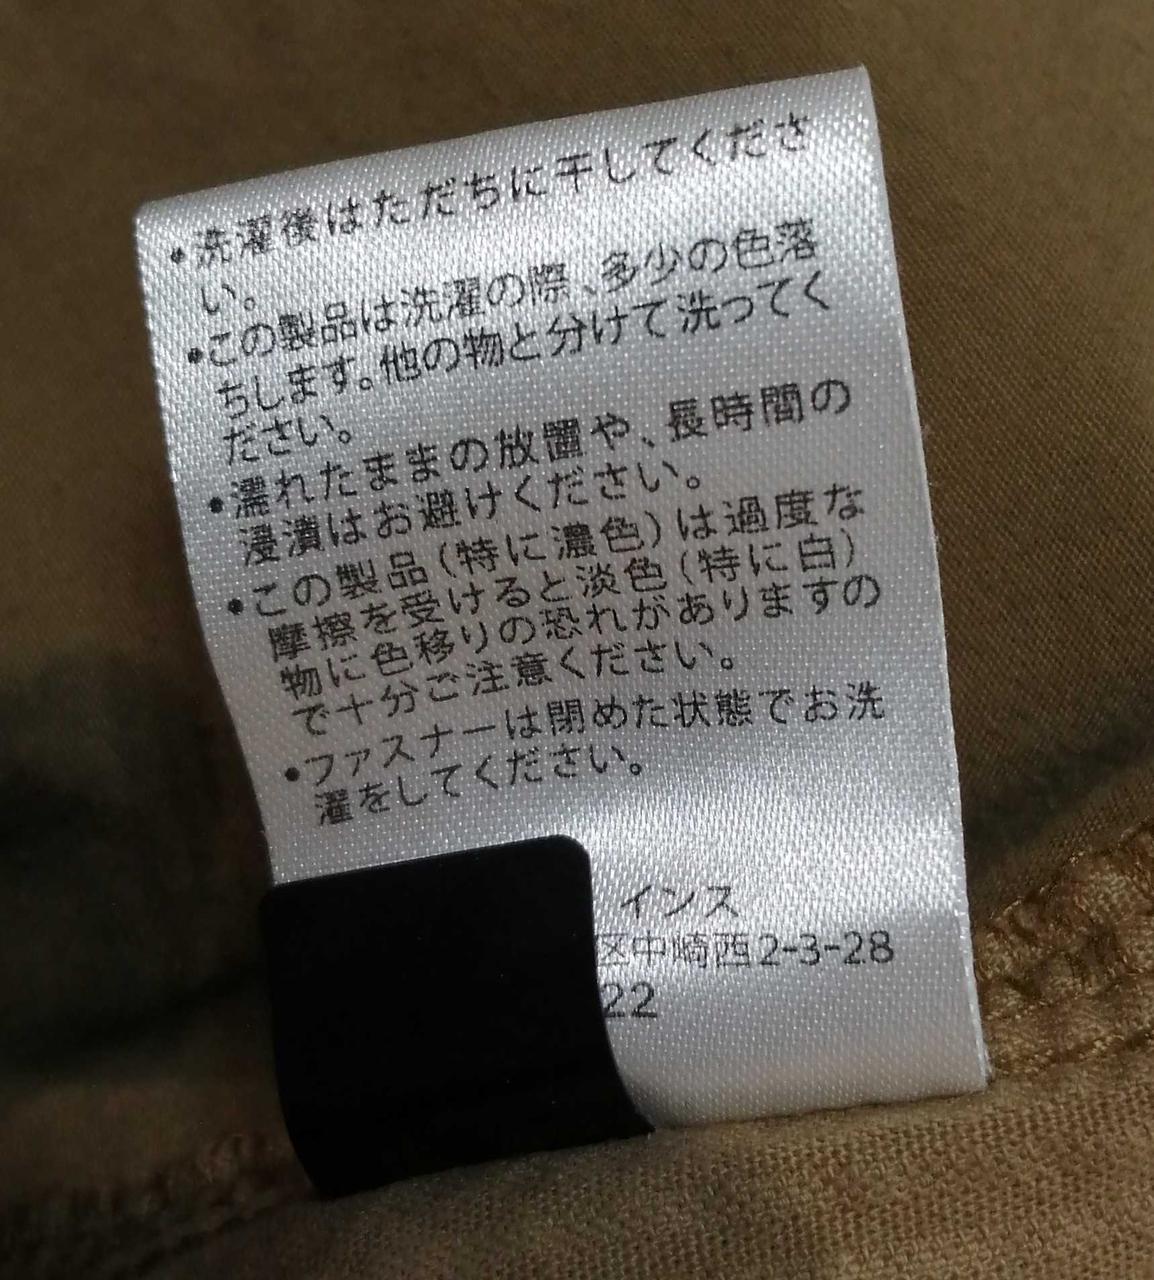 •洗濯後はただちに干してくださ
い。
•この製品は洗濯の際、多少の色落
ちします。他の物と分けて洗ってく
ださい。
•濡れたままの放置や、長時間の
浸漬はお避けください。
•この製品(特に濃色)は過度な
摩擦を受けると淡色(特に白)
物に色移りの恐れがありますの
で十分ご注意ください。
•ファスナーは閉めた状態でお洗
濯をしてください。
インス
区中崎西2-3-28
22